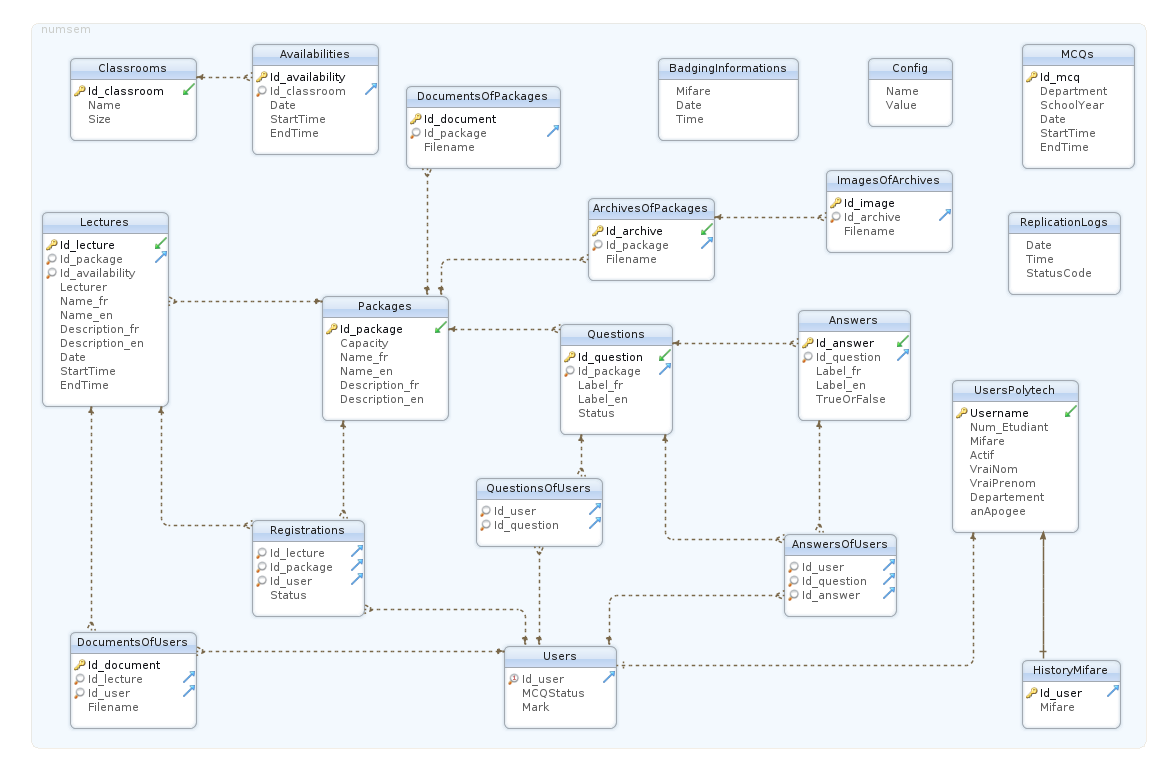 numsem
Classrooms
Id_classroom
Name
Size
Availabilities
Id_availability
Id_classroom
Date
StartTime
EndTime
DocumentsOfPackages
Id_document
Id_package
Filename
BadgingInformations
Mifare
Date
Time
Config
Name
Value
MCQs
Id_mcq
Department
SchoolYear
Date
StartTime
EndTime
Lectures
Id_lecture
Id_package
Id_availability
Lecturer
Name_fr
Name_en
Description_fr
Description_en
Date
StartTime
EndTime
ArchivesOfPackages
Id_archive
Id_package
Filename
ImagesOfArchives
Id_image
Id_archive
Filename
ReplicationLogs
Date
Time
StatusCode
Packages
Id_package
Capacity
Name_fr
Name_en
Description_fr
Description_en
Questions
Id_question
Id_package
Label_fr
Label_en
Status
Answers
Id_answer
Id_question
Label_fr
Label_en
TrueOrFalse
UsersPolytech
Username
Num_Etudiant
Mifare
Actif
VraiNom
VraiPrenom
Departement
anApogee
QuestionsOfUsers
Id_user
Id_question
Registrations
Id_lecture
Id_package
Id_user
Status
AnswersOfUsers
Id_user
Id_question
Id_answer
DocumentsOfUsers
Id_document
Id_lecture
Id_user
Filename
Users
Id_user
MCQStatus
Mark
HistoryMifare
Id_user
Mifare